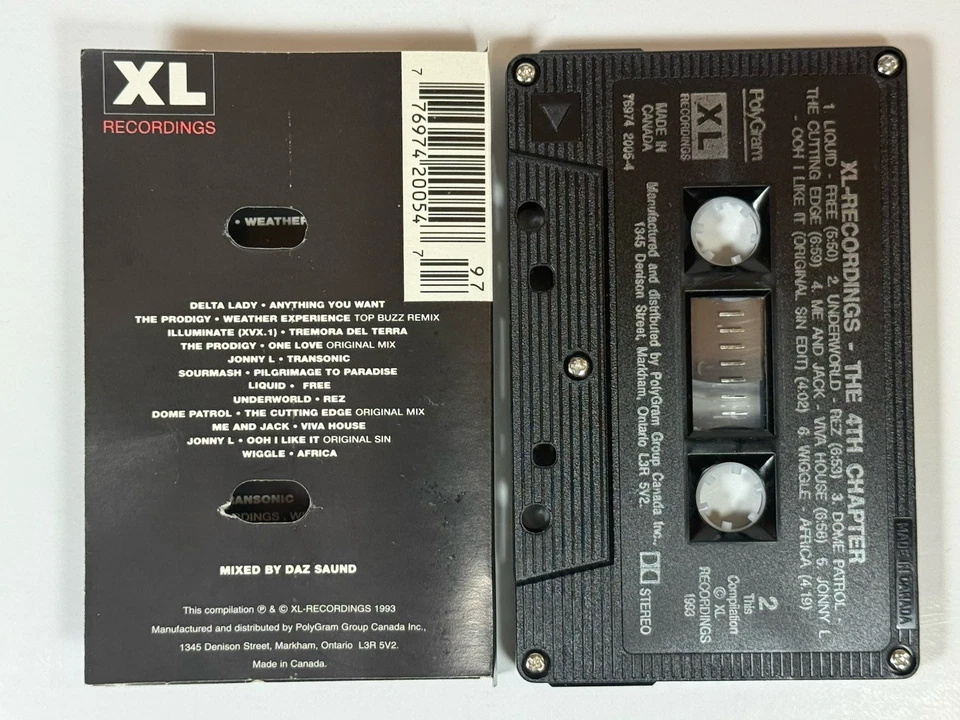 XL
RECORDINGS
7 76974 20054 7
97
• WEATHER
DELTA LADY • ANYTHING YOU WANT
THE PRODIGY • WEATHER EXPERIENCE TOP BUZZ REMIX
ILLUMINATE (XVX.1) • TREMORA DEL TERRA
THE PRODIGY • ONE LOVE ORIGINAL MIX
JONNY L • TRANSONIC
SOURMASH • PILGRIMAGE TO PARADISE
LIQUID • FREE
UNDERWORLD • REZ
DOME PATROL • THE CUTTING EDGE ORIGINAL MIX
ME AND JACK • VIVA HOUSE
JONNY L • OOH I LIKE IT ORIGINAL SIN
WIGGLE • AFRICA
ANSONIC
DINGS . W
MIXED BY DAZ SAUND
This compilation ℗ & © XL-RECORDINGS 1993
Manufactured and distributed by PolyGram Group Canada Inc.,
1345 Denison Street, Markham, Ontario L3R 5V2.
Made in Canada.
XL-RECORDINGS - THE 4TH CHAPTER
1 LIQUID - FREE (5:50) 2. UNDERWORLD - REZ (6:53) 3. DOME PATROL -
THE CUTTING EDGE (6:59) 4. ME AND JACK - VIVA HOUSE (6:58) 5. JONNY L
- OOH I LIKE IT (ORIGINAL SIN EDIT) (4:02) 6. WIGGLE - AFRICA (4.19)
PolyGram
XL
RECORDINGS
MADE IN
CANADA
76974 2005-4
2
This
Compilation
© XL
RECORDINGS
1993
Manufactured and distributed by PolyGram Group Canada Inc.,
1345 Denison Street, Markham, Ontario L3R 5V2.
DD STEREO
MADE IN CANADA